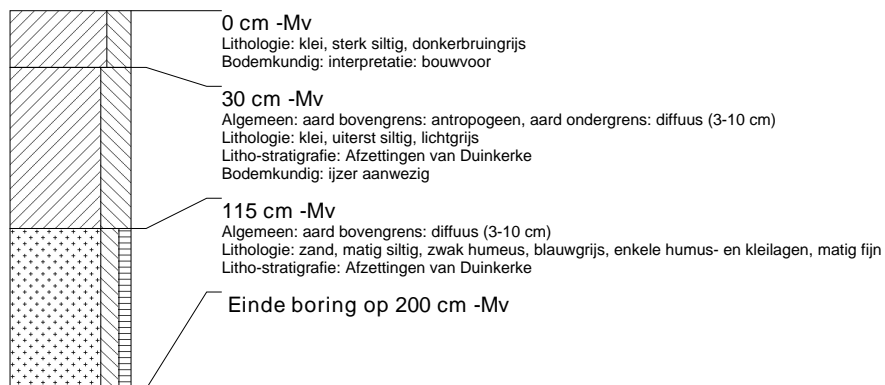 0 cm -Mv
Lithologie: klei, sterk siltig, donkerbruingrijs
Bodemkundig: interpretatie: bouwvoor
30 cm -Mv
Algemeen: aard bovengrens: antropogeen, aard ondergrens: diffuus (3-10 cm)
Lithologie: klei, uiterst siltig, lichtgrijs
Litho-stratigrafie: Afzettingen van Duinkerke
Bodemkundig: ijzer aanwezig
115 cm -Mv
Algemeen: aard bovengrens: diffuus (3-10 cm)
Lithologie: zand, matig siltig, zwak humeus, blauwgrijs, enkele humus- en kleilagen, matig fijn
Litho-stratigrafie: Afzettingen van Duinkerke
Einde boring op 200 cm -Mv